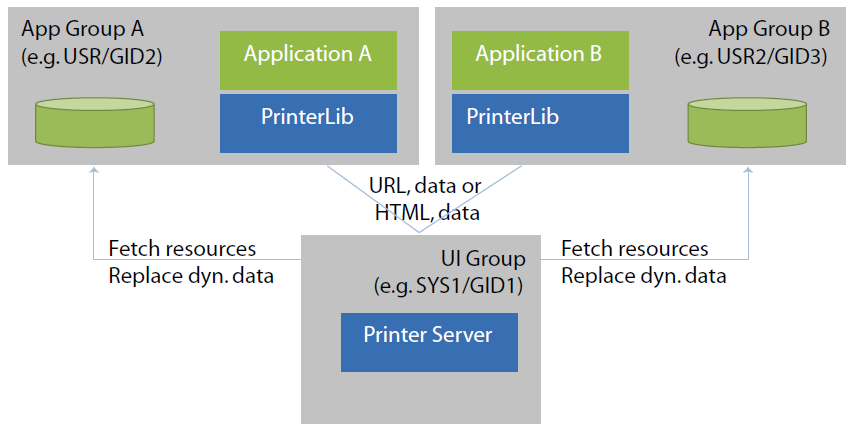 App Group A
(e.g. USR/GID2)
Application A
PrinterLib
App Group B
(e.g. USR2/GID3)
Application B
PrinterLib
URL, data or
HTML, data
Fetch resources
Replace dyn. data
UI Group
(e.g. SYS1/GID1)
Printer Server
Fetch resources
Replace dyn. data